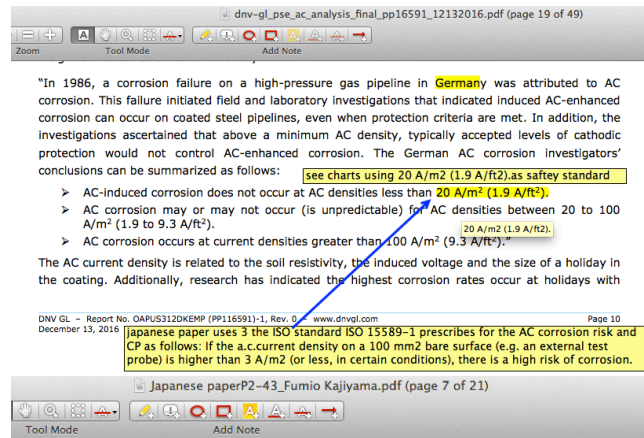 dnv-gl_pse_ac_analysis_final_pp16591_12132016.pdf (page 19 of 49)
Zoom Tool Mode Add Note
"In 1986, a corrosion failure on a high-pressure gas pipeline in Germany was attributed to AC
corrosion. This failure initiated field and laboratory investigations that indicated induced AC-enhanced
corrosion can occur on coated steel pipelines, even when protection criteria are met. In addition, the
investigations ascertained that above a minimum AC density, typically accepted levels of cathodic
protection would not control AC-enhanced corrosion. The German AC corrosion investigators'
conclusions can be summarized as follows:
see charts using 20 A/m2 (1.9 A/ft2).as saftey standard
➢ AC-induced corrosion does not occur at AC densities less than 20 A/m² (1.9 A/ft²).
➢ AC corrosion may or may not occur (is unpredictable) for AC densities between 20 to 100
A/m² (1.9 to 9.3 A/ft²).
20 A/m2 (1.9 A/ft2).
➢ AC corrosion occurs at current densities greater than 100 A/m² (9.3 A/ft²)."
The AC current density is related to the soil resistivity, the induced voltage and the size of a holiday in
the coating. Additionally, research has indicated the highest corrosion rates occur at holidays with
DNV GL – Report No. OAPUS312DKEMP (PP116591)-1, Rev. 0 – www.dnvgl.com Page 10
December 13, 2016
japanese paper uses 3 the ISO standard ISO 15589-1 prescribes for the AC corrosion risk and
CP as follows: If the a.c.current density on a 100 mm2 bare surface (e.g. an external test
probe) is higher than 3 A/m2 (or less, in certain conditions), there is a high risk of corrosion.
Japanese paperP2-43_Fumio Kajiyama.pdf (page 7 of 21)
Tool Mode Add Note